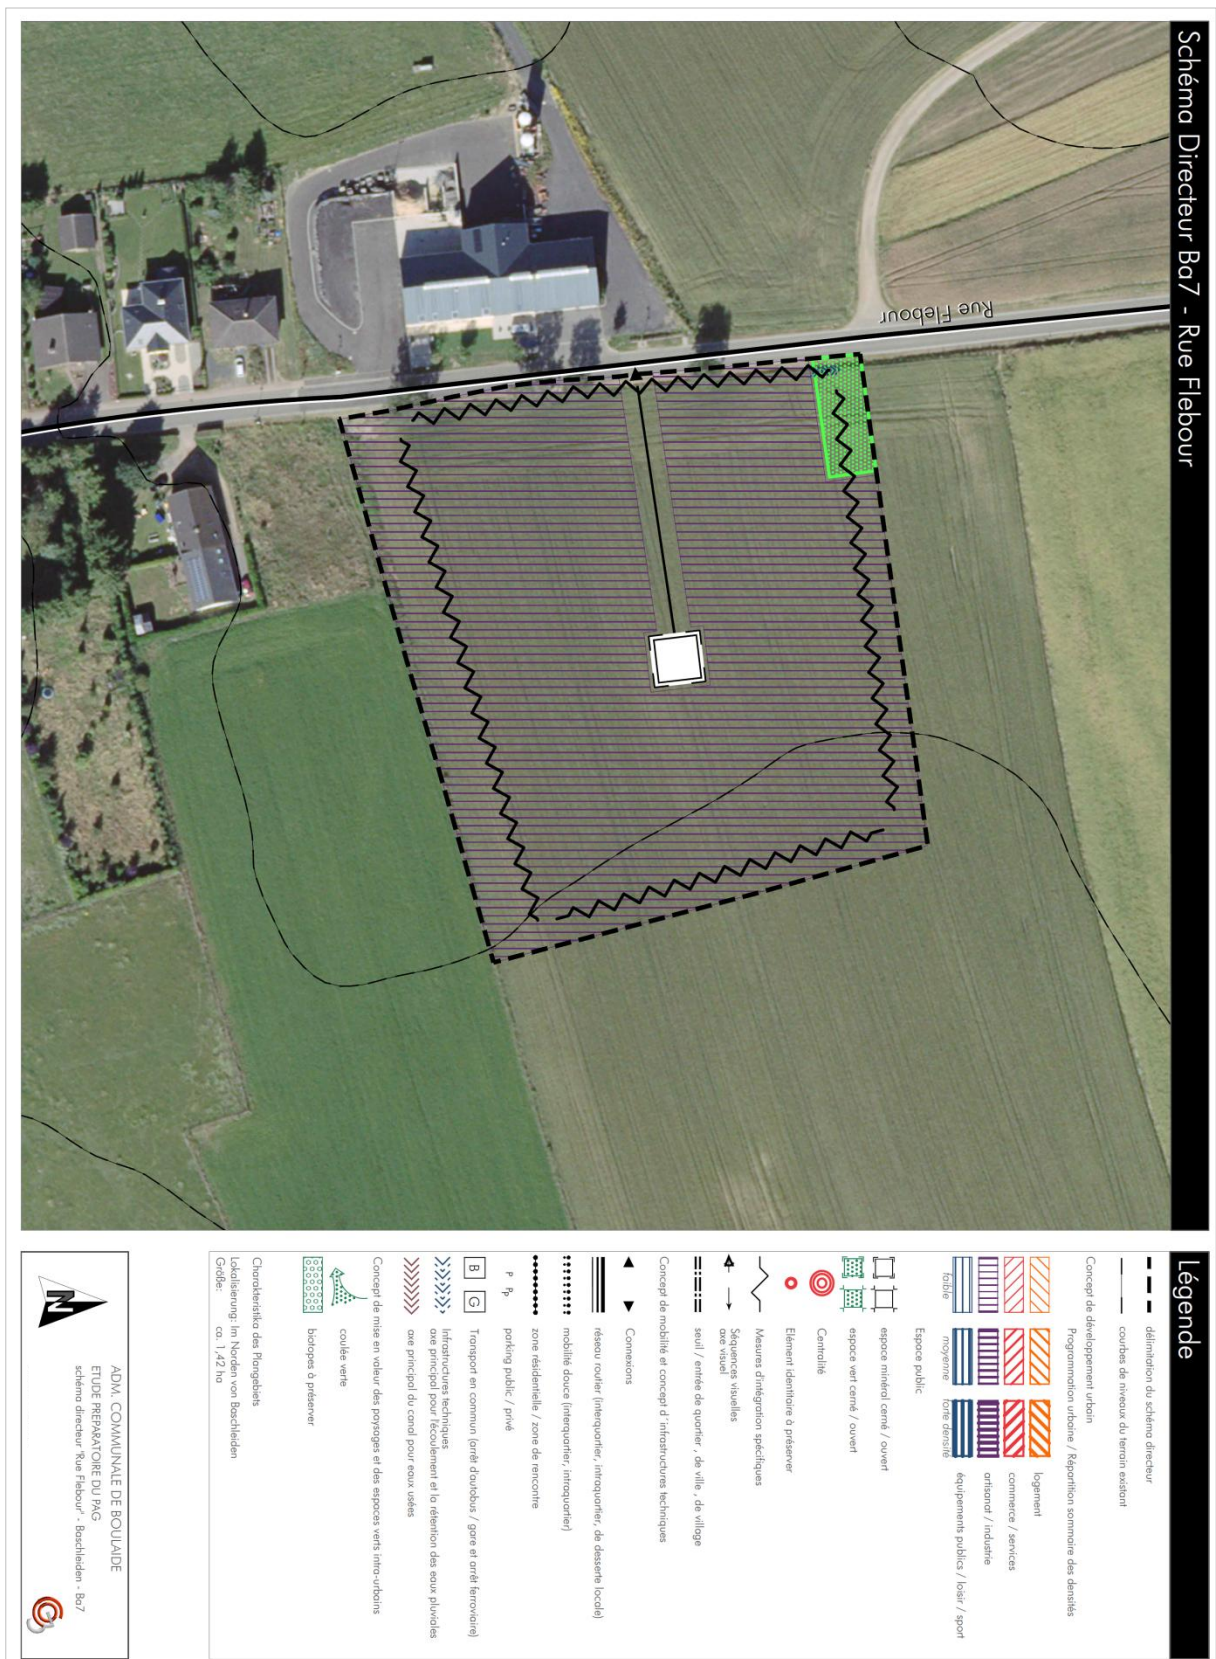 Schéma Directeur Ba7 - Rue Flebour
Rue Flebour
Légende
délimitation du schéma directeur
courbes de niveaux du terrain existant
Concept de développement urbain
Programmation urbaine / Répartition sommaire des densités
logement
commerce / services
artisanat / industrie
équipements publics / loisir / sport
faible
moyenne
forte densité
Espace public
espace minéral cerné / ouvert
espace vert cerné / ouvert
Centralité
Elément identitaire à préserver
Mesures d'intégration spécifiques
Séquences visuelles
axe visuel
seuil / entrée de quartier, de ville, de village
Concept de mobilité et concept d'infrastructures techniques
Connexions
réseau routier (interquartier, intraquartier, de desserte locale)
mobilité douce (interquartier, intraquartier)
zone résidentielle / zone de rencontre
P Pp parking public / privé
B G Transport en commun (arrêt d'autobus / gare et arrêt ferroviaire)
Infrastructures techniques
axe principal pour l'écoulement et la rétention des eaux pluviales
axe principal du canal pour eaux usées
Concept de mise en valeur des paysages et des espaces verts intra-urbains
coulée verte
biotopes à préserver
Charakteristika des Plangebiets
Lokalisierung: Im Norden von Baschleiden
Größe: ca. 1,42 ha
N
ADM. COMMUNALE DE BOULAIDE
ETUDE PREPARATOIRE DU PAG
schéma directeur "Rue Flebour" - Baschleiden - Ba7